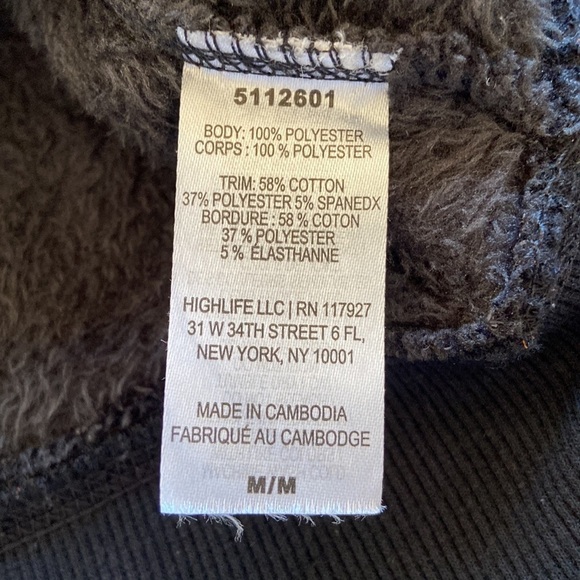 5112601
BODY: 100% POLYESTER
CORPS : 100 % POLYESTER
TRIM: 58% COTTON
37% POLYESTER 5% SPANEDX
BORDURE : 58 % COTON
37 % POLYESTER
5 % ÉLASTHANNE
HIGHLIFE LLC | RN 117927
31 W 34TH STREET 6 FL,
NEW YORK, NY 10001
MADE IN CAMBODIA
FABRIQUÉ AU CAMBODGE
M/M